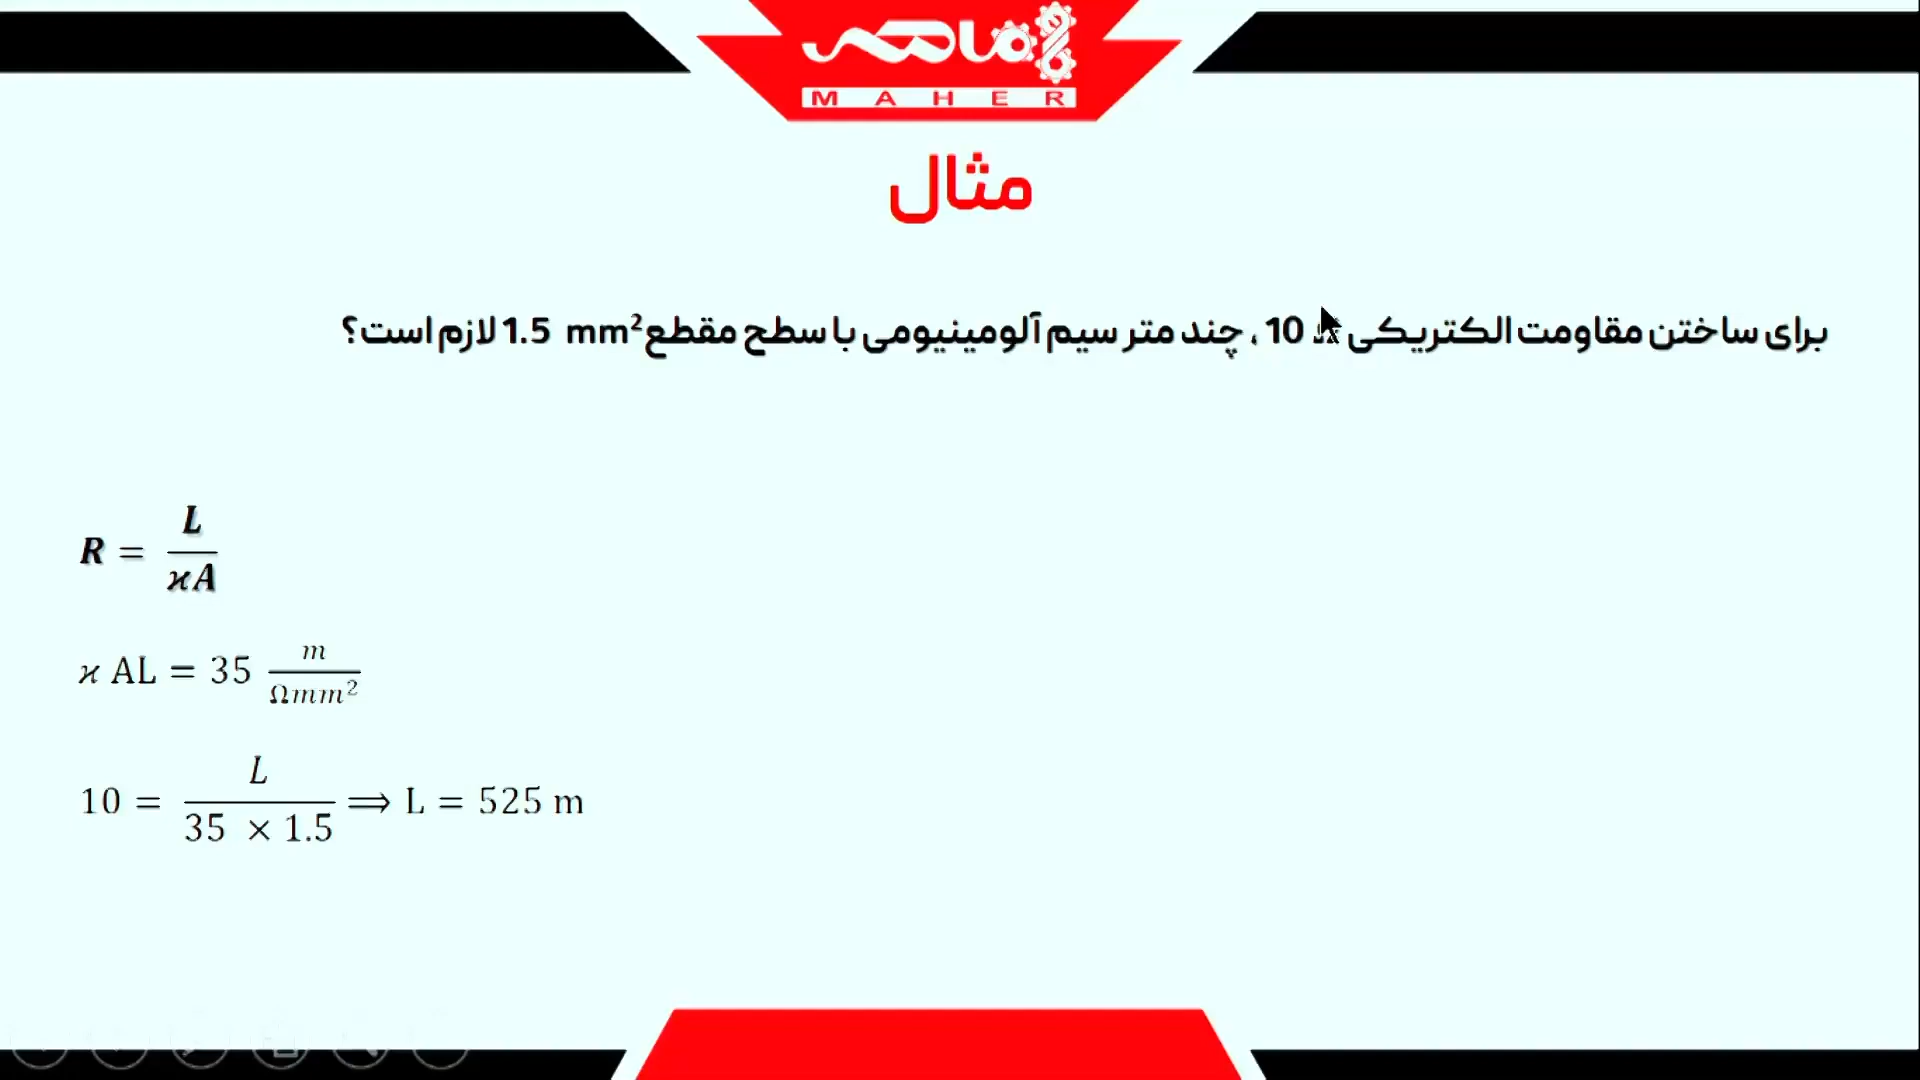 ماهر
MAHER
مثال
برای ساختن مقاومت الکتریکی 10 ، چند متر سیم آلومینیومی با سطح مقطع 1.5 mm² لازم است؟
R = L / ϰA
ϰ AL = 35 m / Ωmm²
10 = L / 35 × 1.5 ⟹ L = 525 m